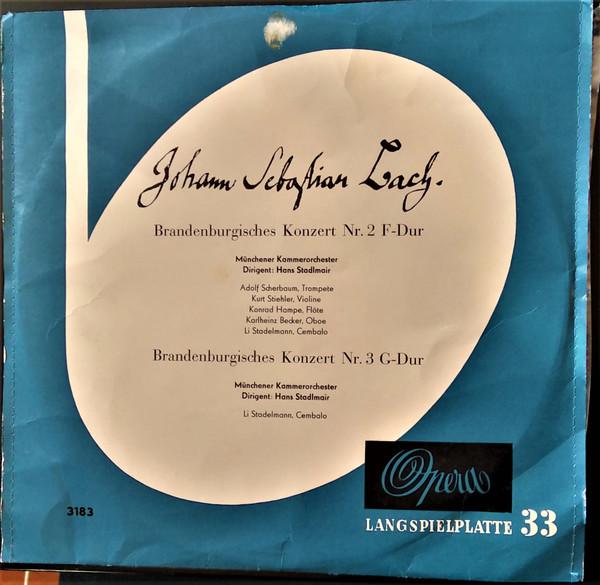 Johann Sebastian Bach.
Brandenburgisches Konzert Nr. 2 F-Dur
Münchener Kammerorchester
Dirigent: Hans Stadlmair
Adolf Scherbaum, Trompete
Kurt Stiehler, Violine
Konrad Hampe, Flöte
Karlheinz Becker, Oboe
Li Stadelmann, Cembalo
Brandenburgisches Konzert Nr. 3 G-Dur
Münchener Kammerorchester
Dirigent: Hans Stadlmair
Li Stadelmann, Cembalo
Opera
3183
LANGSPIELPLATTE 33